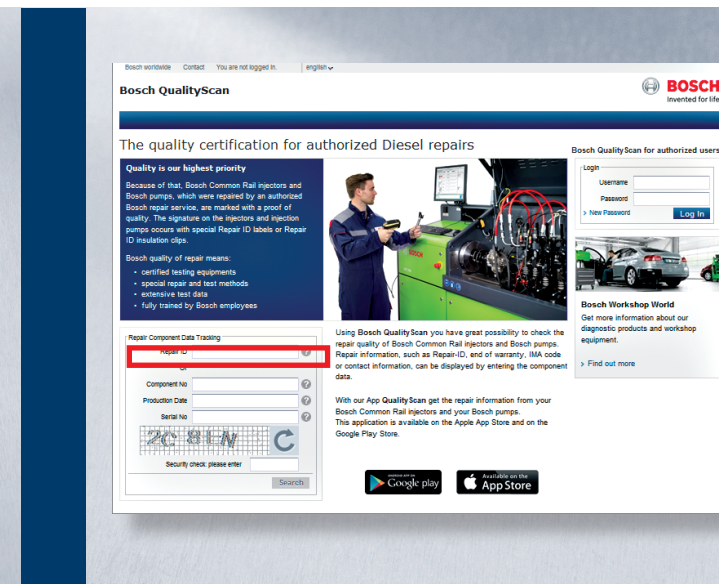 Bosch worldwide Contact You are not logged in. english
Bosch QualityScan
BOSCH
Invented for life
The quality certification for authorized Diesel repairs
Quality is our highest priority
Because of that, Bosch Common Rail injectors and
Bosch pumps, which were repaired by an authorized
Bosch repair service, are marked with a proof of
quality. The signature on the injectors and injection
pumps occurs with special Repair ID labels or Repair
ID insulation clips.
Bosch quality of repair means:
• certified testing equipments
• special repair and test methods
• extensive test data
• fully trained by Bosch employees
BOSCH
Bosch QualityScan for authorized users
Login
Username
Password
> New Password Log In
Bosch Workshop World
Get more information about our
diagnostic products and workshop
equipment.
> Find out more
Repair Component Data Tracking
Repair ID ?
Component No ?
Production Date ?
Serial No ?
Security check: please enter
Search
Using Bosch QualityScan you have great possibility to check the
repair quality of Bosch Common Rail injectors and Bosch pumps.
Repair information, such as Repair-ID, end of warranty, IMA code
or contact information, can be displayed by entering the component
data.
With our App QualityScan get the repair information from your
Bosch Common Rail injectors and your Bosch pumps.
This application is available on the Apple App Store and on the
Google Play Store.
ANDROID APP ON
Google play
Available on the
App Store